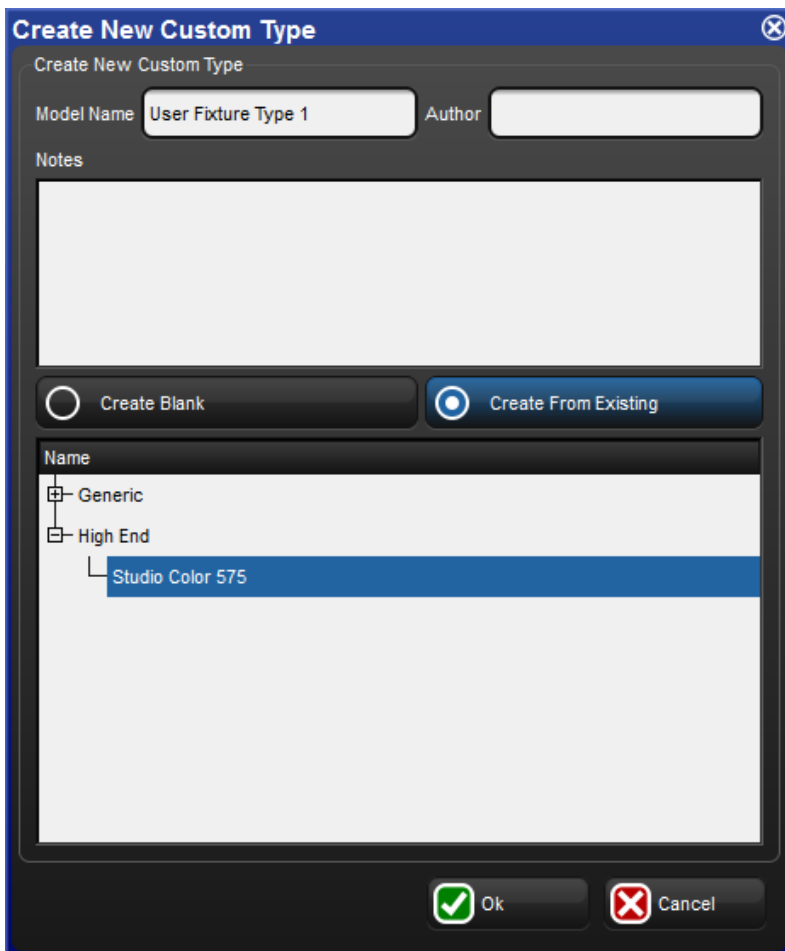 Create New Custom Type
Create New Custom Type
Model Name User Fixture Type 1 Author
Notes
Create Blank Create From Existing
Name
Generic
High End
Studio Color 575
Ok Cancel